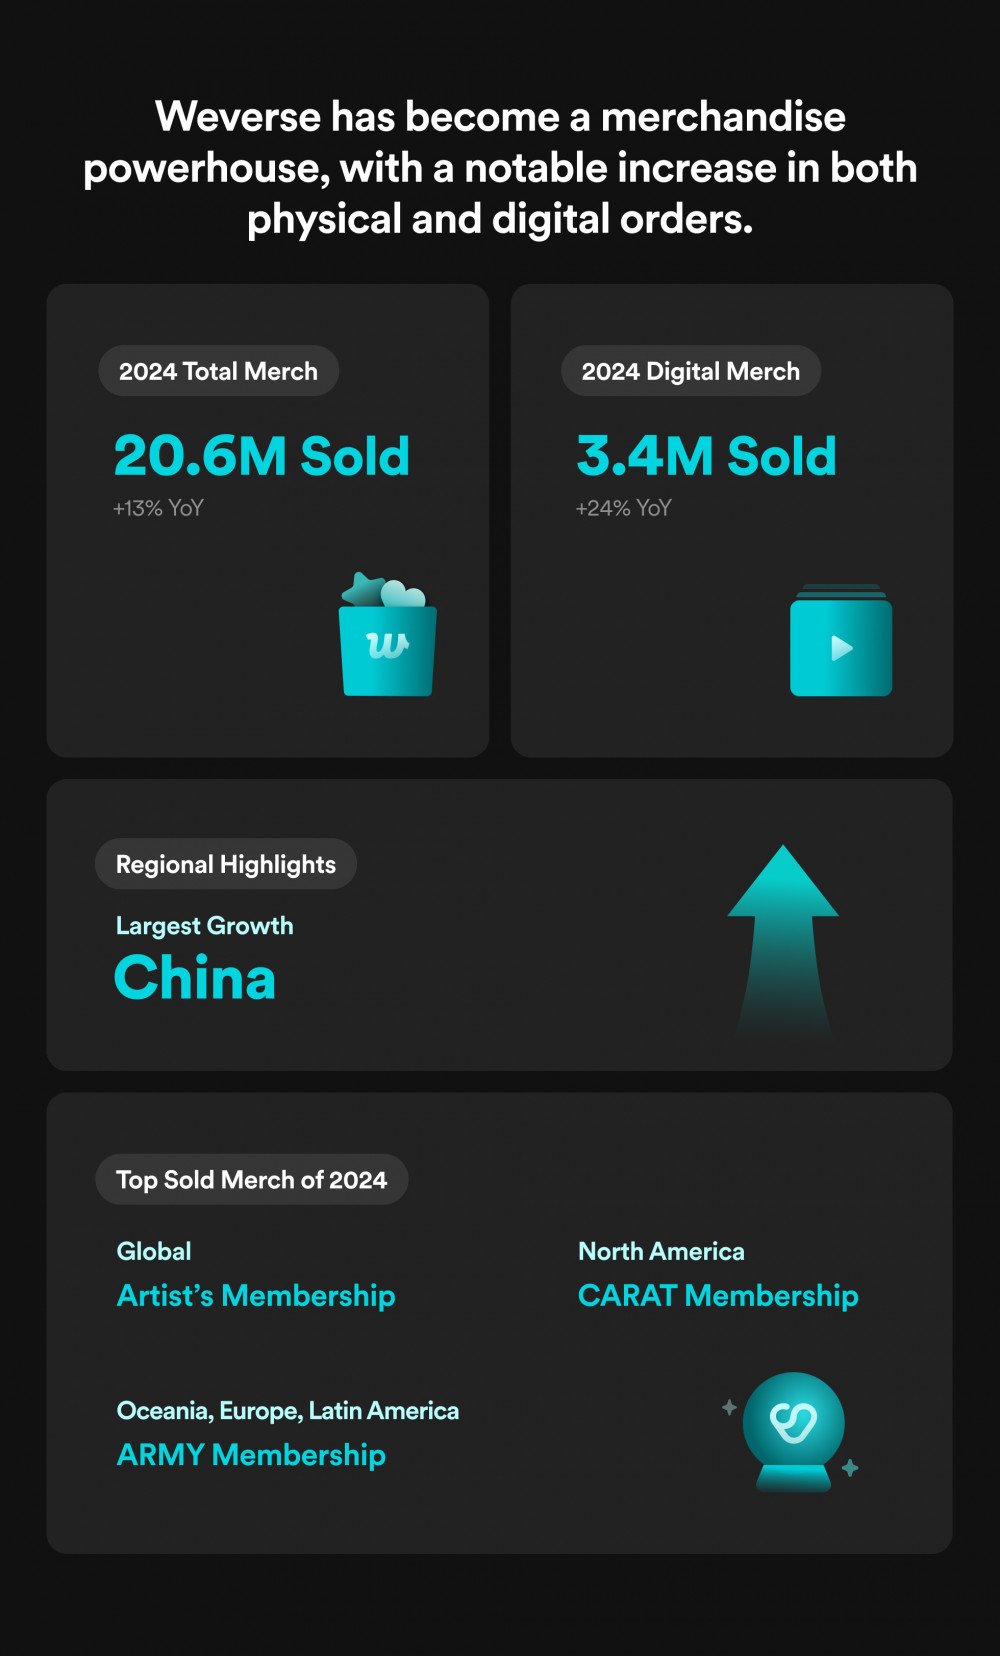 Weverse has become a merchandise
powerhouse, with a notable increase in both
physical and digital orders.
2024 Total Merch
20.6M Sold
+13% YoY
w
2024 Digital Merch
3.4M Sold
+24% YoY
Regional Highlights
Largest Growth
China
Top Sold Merch of 2024
Global
Artist’s Membership
North America
CARAT Membership
Oceania, Europe, Latin America
ARMY Membership